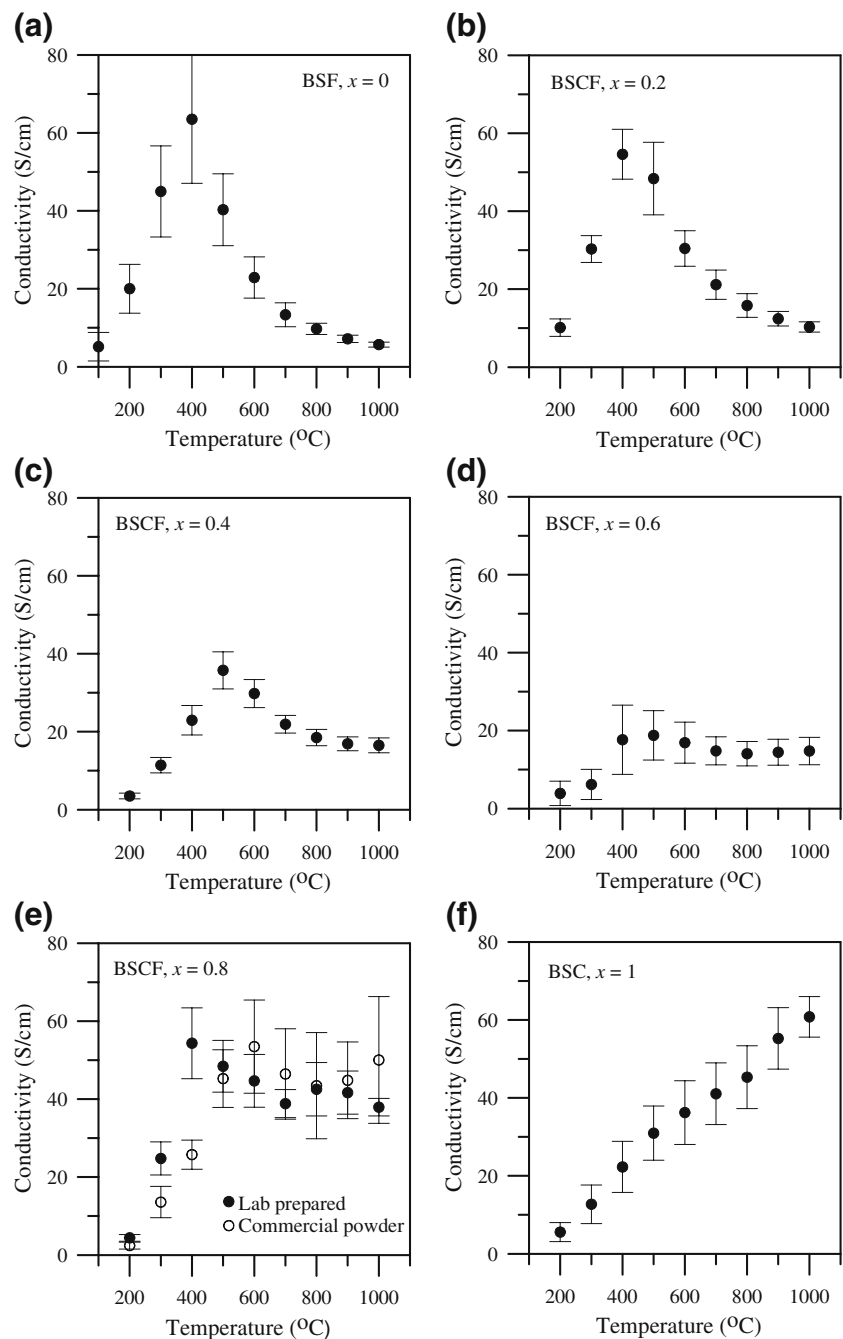 (a)
80
60
40
20
0
Conductivity (S/cm)
BSF, x = 0
200 400 600 800 1000
Temperature (OC)
(b)
80
60
40
20
0
Conductivity (S/cm)
BSCF, x = 0.2
200 400 600 800 1000
Temperature (OC)
(c)
80
60
40
20
0
Conductivity (S/cm)
BSCF, x = 0.4
200 400 600 800 1000
Temperature (OC)
(d)
80
60
40
20
0
Conductivity (S/cm)
BSCF, x = 0.6
200 400 600 800 1000
Temperature (OC)
(e)
80
60
40
20
0
Conductivity (S/cm)
BSCF, x = 0.8
Lab prepared
Commercial powder
200 400 600 800 1000
Temperature (OC)
(f)
80
60
40
20
0
Conductivity (S/cm)
BSC, x = 1
200 400 600 800 1000
Temperature (OC)